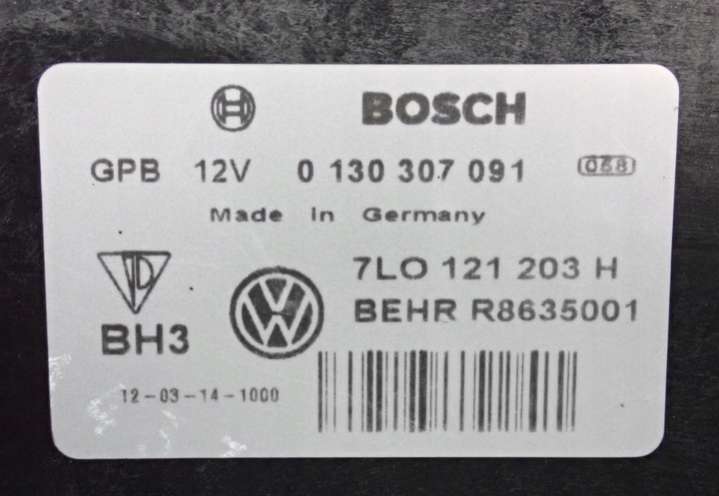 BOSCH
GPB 12V 0 130 307 091 068
Made in Germany
7LO 121 203 H
BEHR R8635001
BH3
12-03-14-1000